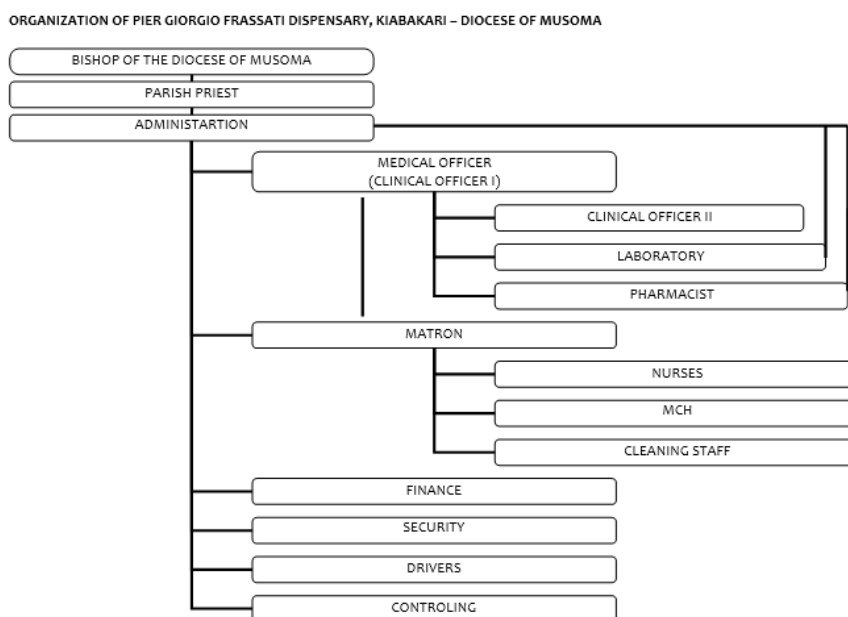 ORGANIZATION OF PIER GIORGIO FRASSATI DISPENSARY, KIABAKARI – DIOCESE OF MUSOMA
BISHOP OF THE DIOCESE OF MUSOMA
PARISH PRIEST
ADMINISTARTION
MEDICAL OFFICER
(CLINICAL OFFICER I)
CLINICAL OFFICER II
LABORATORY
PHARMACIST
MATRON
NURSES
MCH
CLEANING STAFF
FINANCE
SECURITY
DRIVERS
CONTROLING